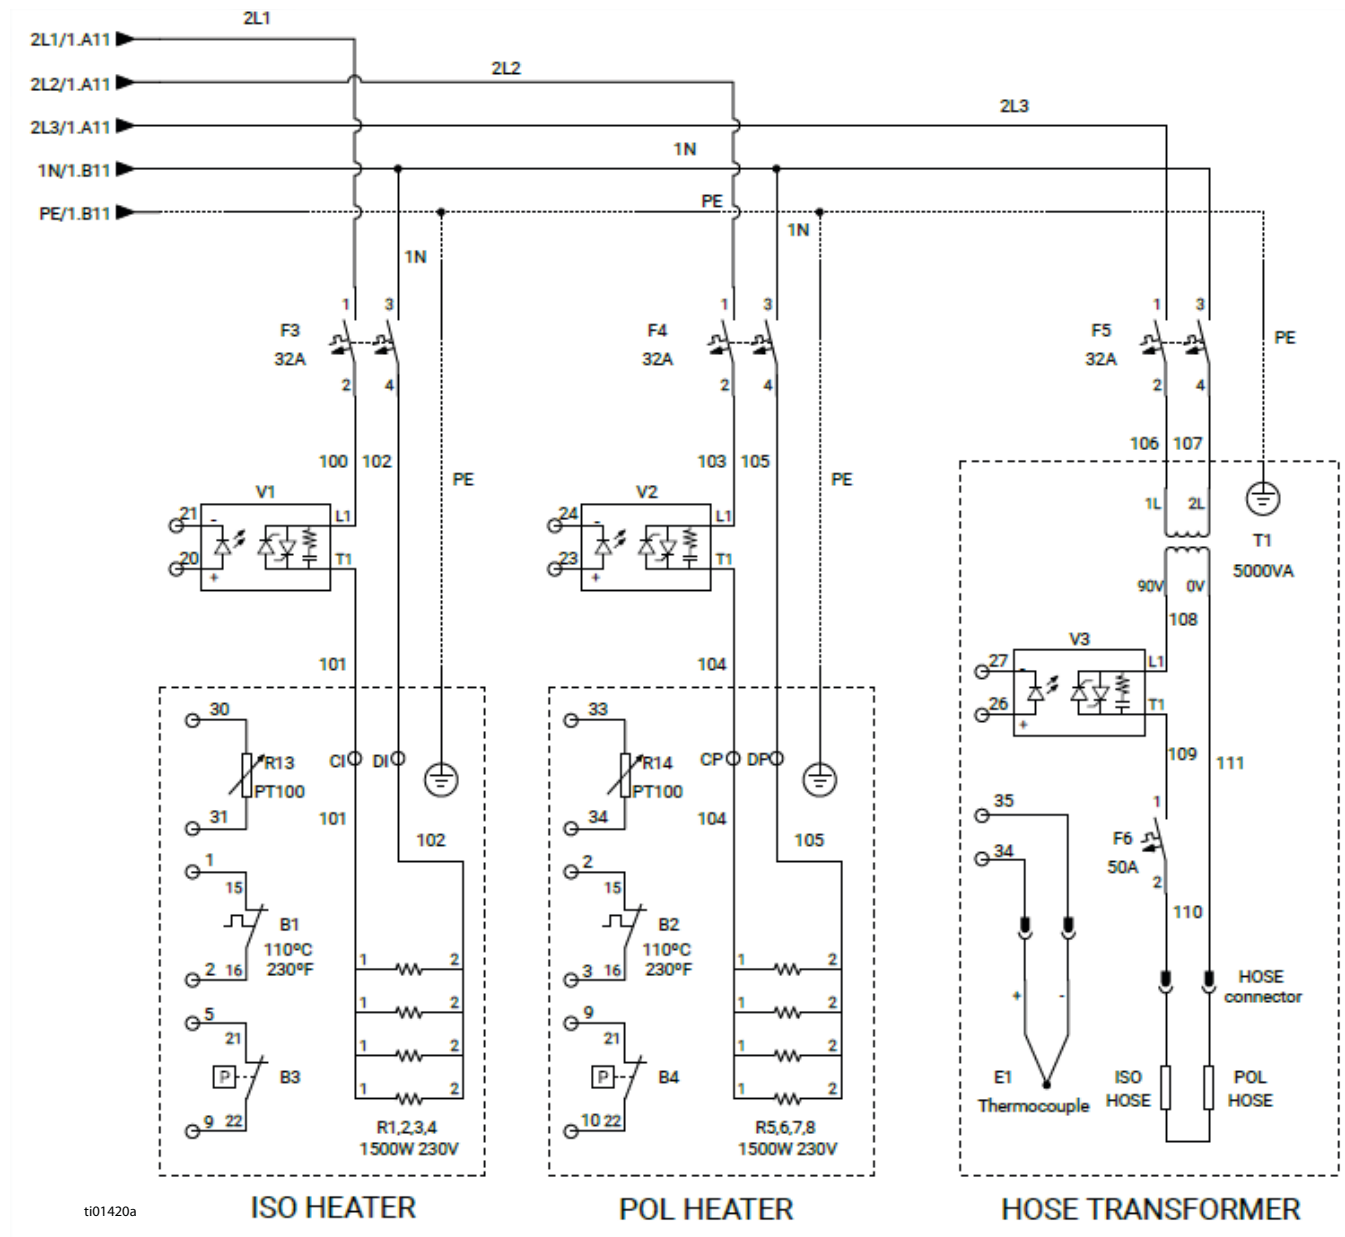 2L1
2L1/1.A11
2L2
2L2/1.A11
2L3
2L3/1.A11
1N
1N/1.B11
PE
PE/1.B11
1N
1N
1 3
F3
32A
2 4
1 3
F4
32A
2 4
1 3
F5
32A
2 4
PE
100 102
PE
103 105
PE
106 107
V1
21 - L1
20 + T1
V2
24 - L1
23 + T1
1L 2L
T1
5000VA
90V 0V
108
V3
27 - L1
26 + T1
101
104
109 111
30
R13
PT100
31
CI DI
101
102
1
15
B1
110ºC
230ºF
2 16
5
21
P B3
9 22
1 2
1 2
1 2
1 2
R1,2,3,4
1500W 230V
33
R14
PT100
34
CP DP
104
105
2
15
B2
110ºC
230ºF
3 16
9
21
P B4
10 22
1 2
1 2
1 2
1 2
R5,6,7,8
1500W 230V
35
34
1
F6
50A
2
110
HOSE
connector
+ -
E1
Thermocouple
ISO
HOSE
POL
HOSE
ti01420a
ISO HEATER
POL HEATER
HOSE TRANSFORMER